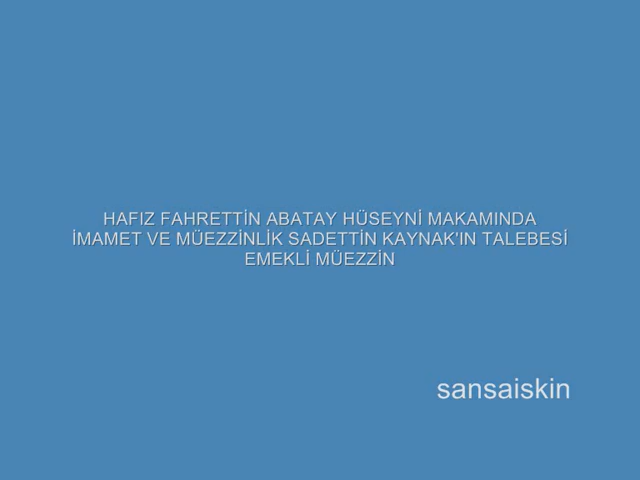 HAFIZ FAHRETTİN ABATAY HÜSEYNİ MAKAMINDA
İMAMET VE MÜEZZİNLİK SADETTİN KAYNAK'IN TALEBESİ
EMEKLİ MÜEZZİN
sansaiskin